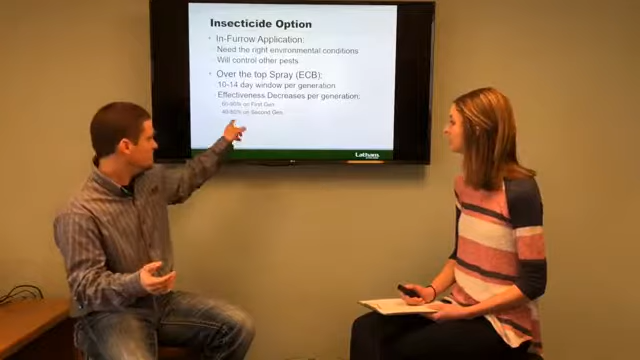 Insecticide Option
• In-Furrow Application:
Need the right environmental conditions
Will control other pests
• Over the top Spray (ECB):
10-14 day window per generation
Effectiveness Decreases per generation:
on First Gen
on Second Gen
Latham